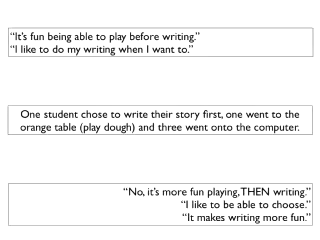 “It’s fun being able to play before writing.”
“I like to do my writing when I want to.”
One student chose to write their story first, one went to the
orange table (play dough) and three went onto the computer.
“No, it’s more fun playing, THEN writing.”
“I like to be able to choose.”
“It makes writing more fun.”